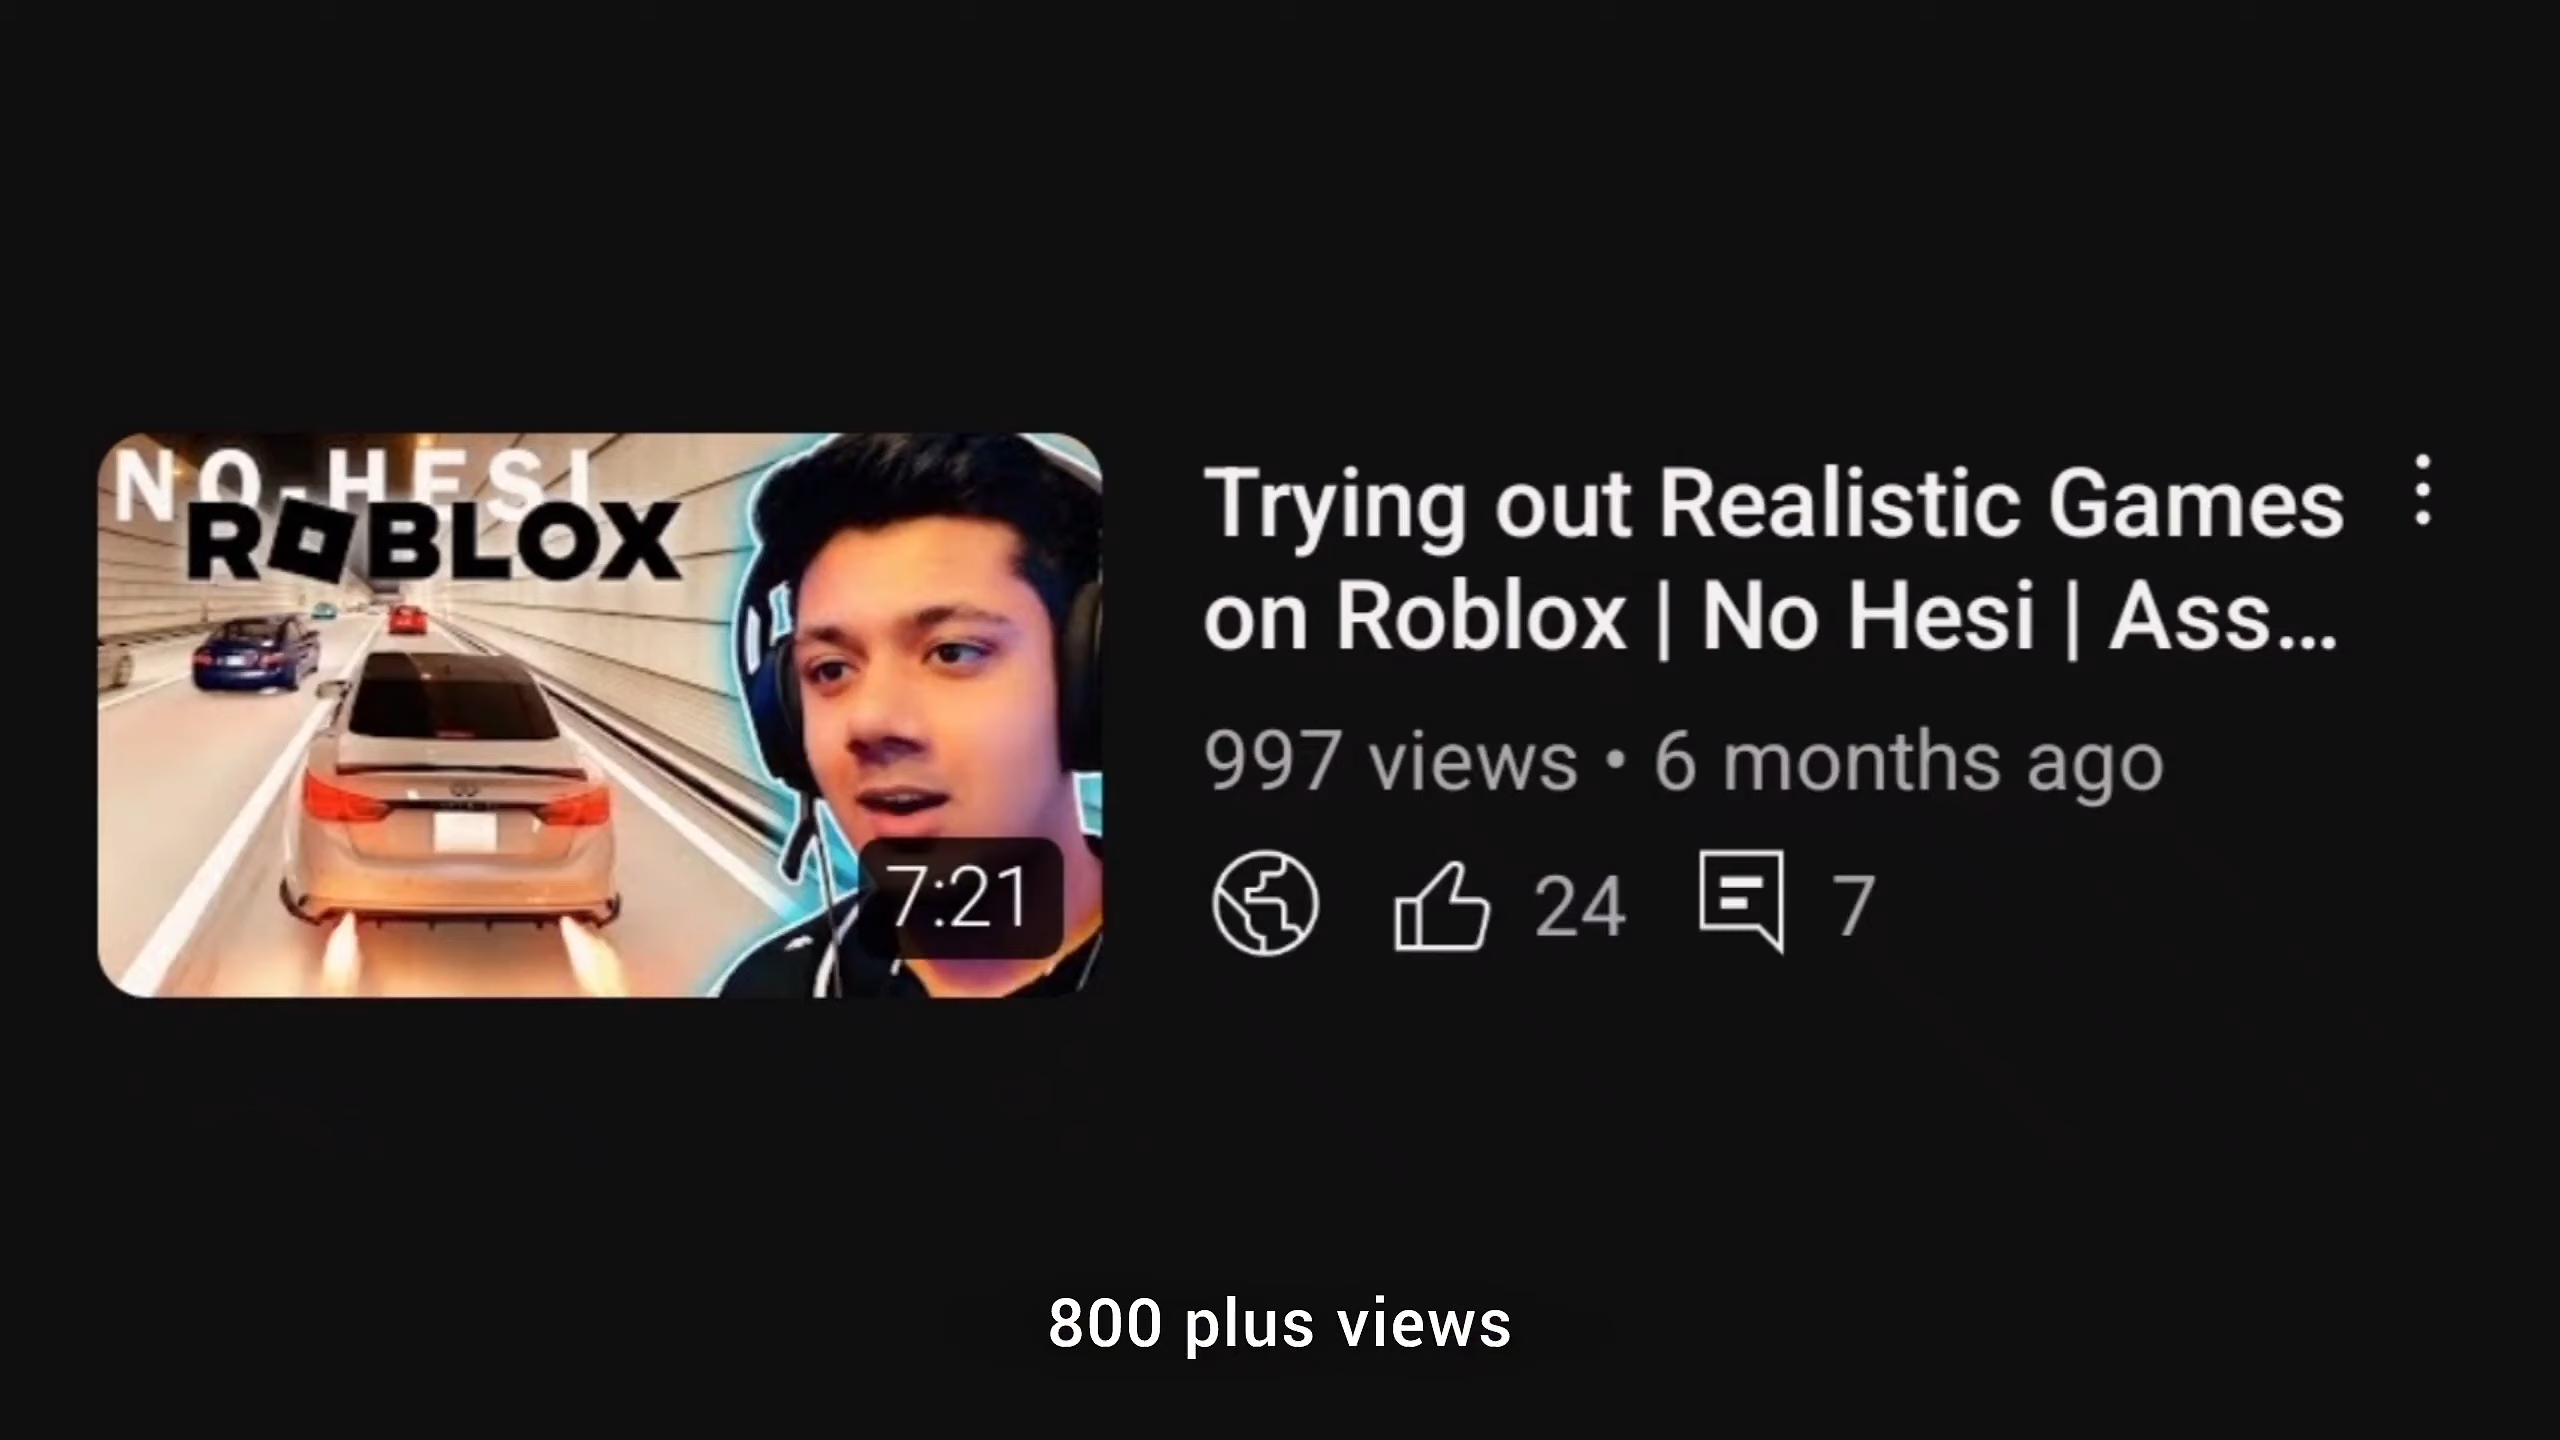 NO-HESI
ROBLOX
7:21
Trying out Realistic Games
on Roblox | No Hesi | Ass...
997 views • 6 months ago
24 7
800 plus views